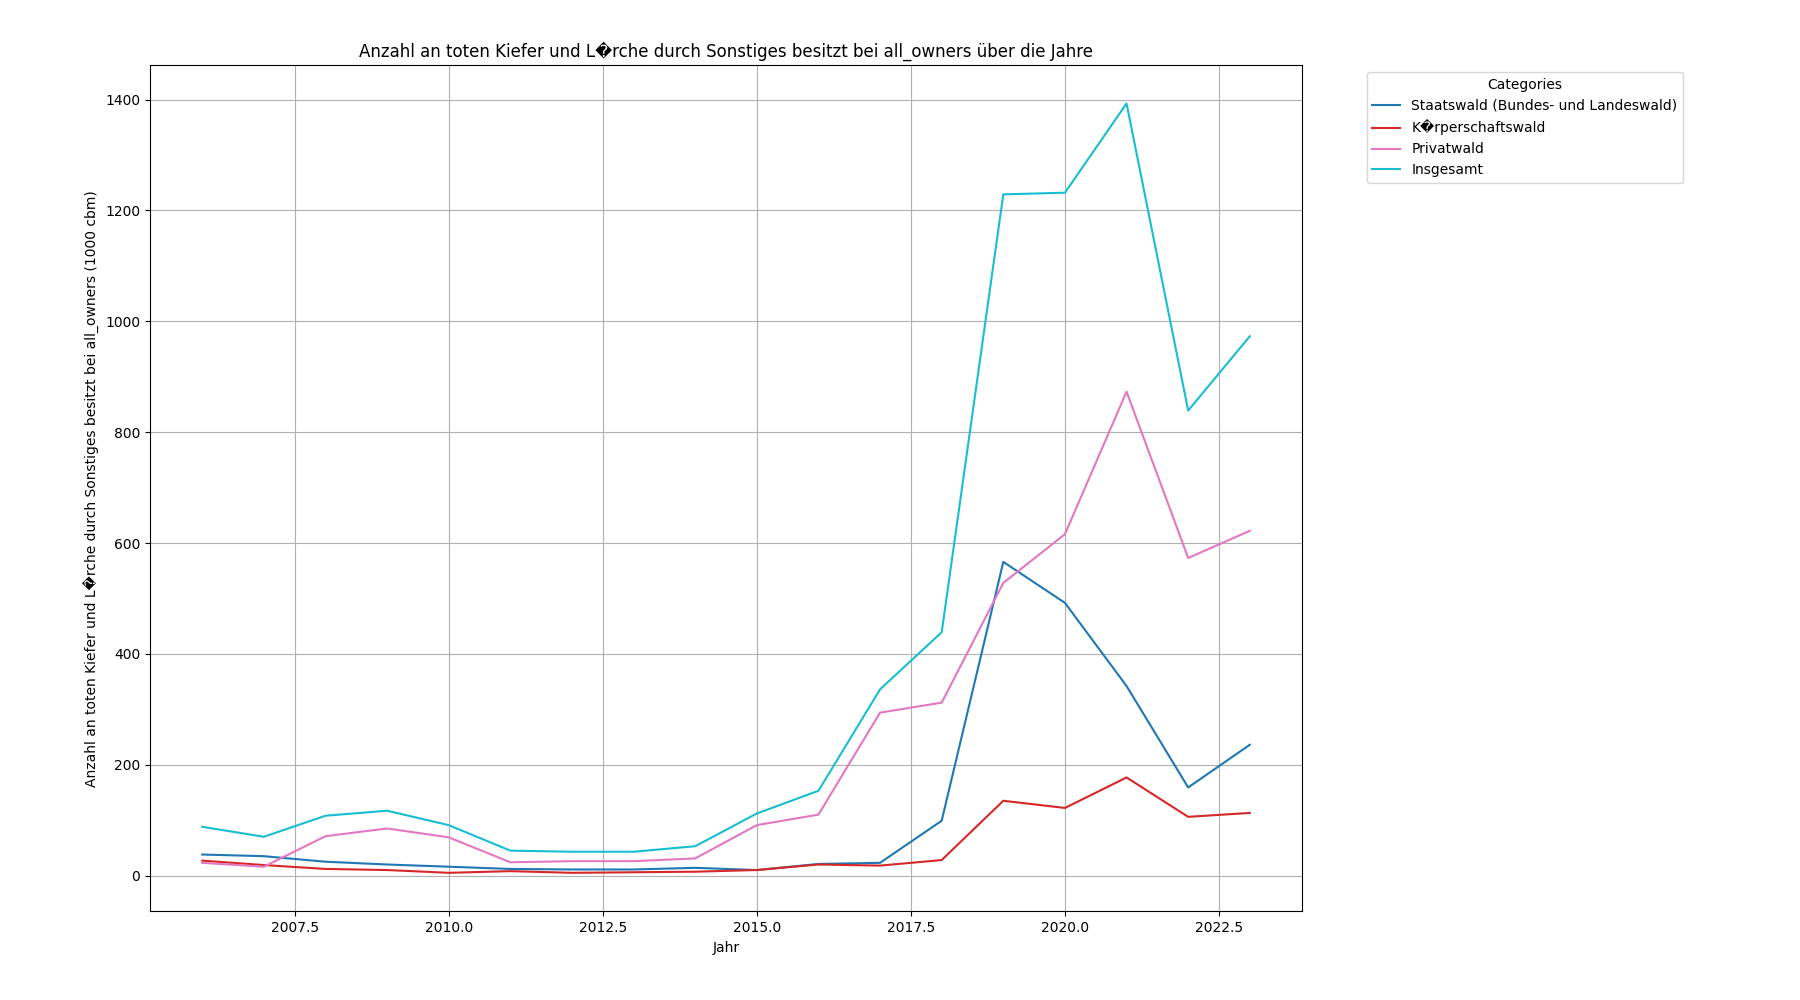 Anzahl an toten Kiefer und L�rche durch Sonstiges besitzt bei all_owners über die Jahre
Categories
Staatswald (Bundes- und Landeswald)
K�rperschaftswald
Privatwald
Insgesamt
Anzahl an toten Kiefer und L�rche durch Sonstiges besitzt bei all_owners (1000 cbm)
1400
1200
1000
800
600
400
200
0
2007.5 2010.0 2012.5 2015.0 2017.5 2020.0 2022.5
Jahr